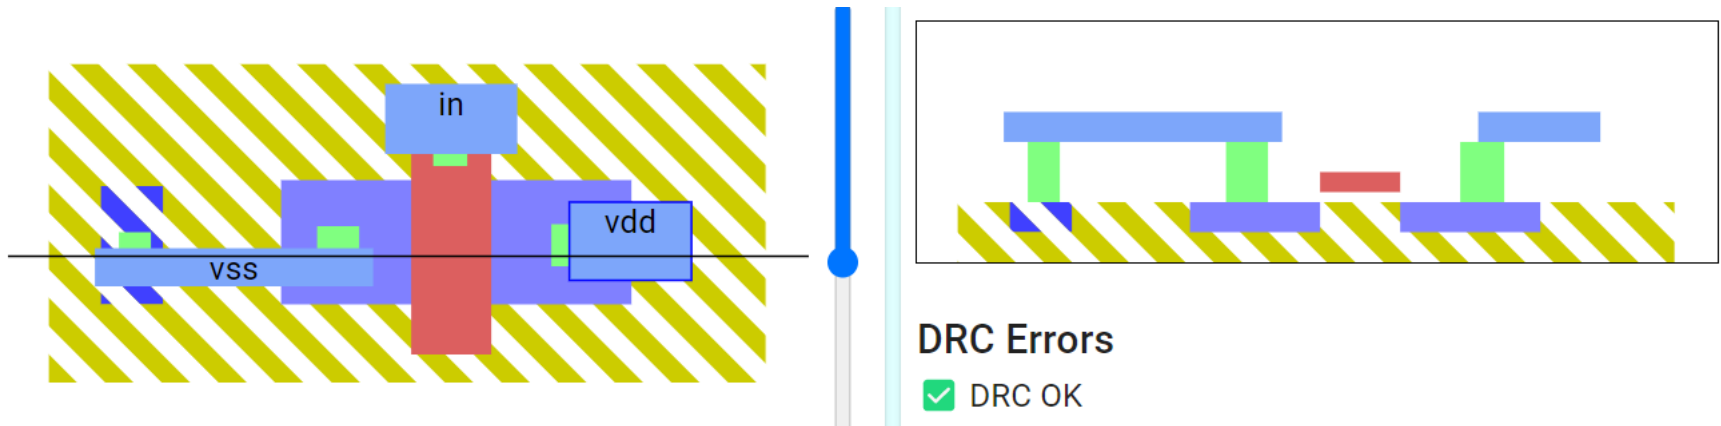 in
vdd
vss
DRC Errors
DRC OK